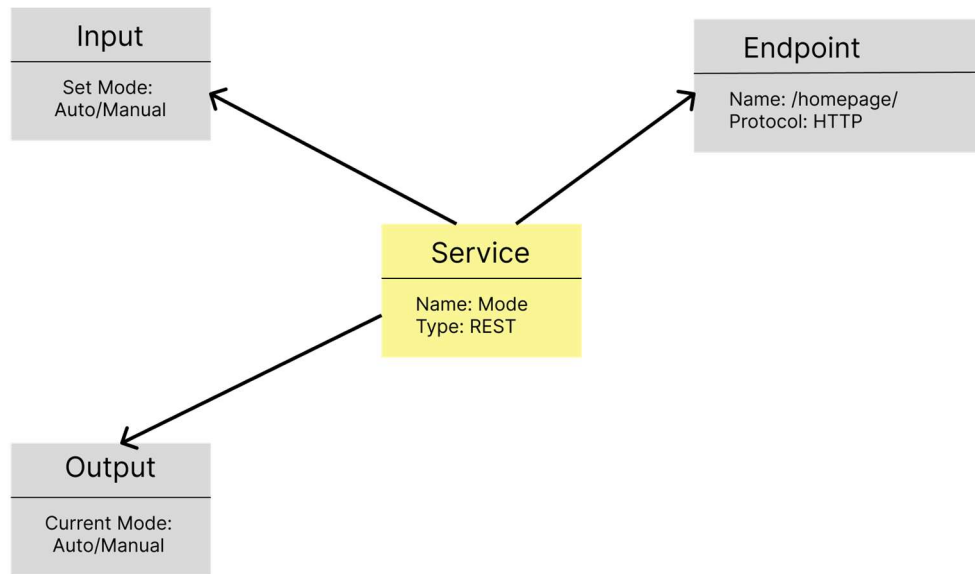 Input
Set Mode:
Auto/Manual
Endpoint
Name: /homepage/
Protocol: HTTP
Service
Name: Mode
Type: REST
Output
Current Mode:
Auto/Manual